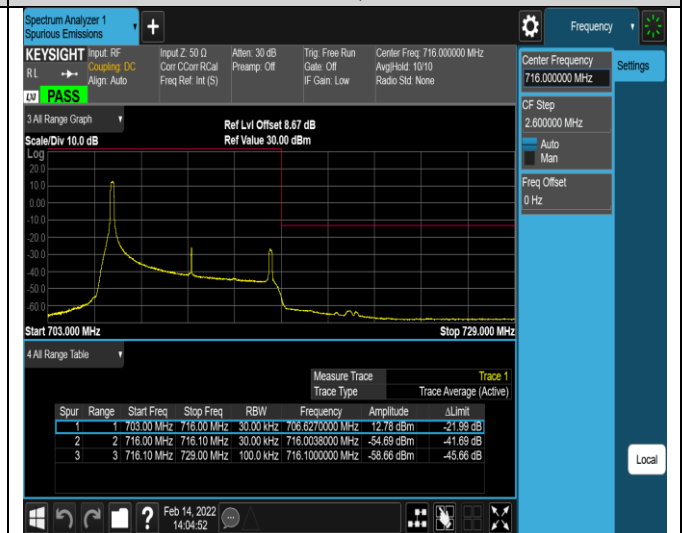 Spectrum Analyzer 1
Spurious Emissions
+
Frequency
KEYSIGHT
RL
LXI PASS
Input: RF
Coupling: DC
Align: Auto
Input Z: 50 Ω
Corr CCorr RCal
Freq Ref: Int (S)
Atten: 30 dB
Preamp: Off
Trig: Free Run
Gate: Off
IF Gain: Low
Center Freq: 716.000000 MHz
Avg|Hold: 10/10
Radio Std: None
Center Frequency
716.000000 MHz
Settings
CF Step
2.600000 MHz
Auto
Man
Freq Offset
0 Hz
3 All Range Graph
Scale/Div 10.0 dB
Ref Lvl Offset 8.67 dB
Ref Value 30.00 dBm
Log
20.0
10.0
0.00
-10.0
-20.0
-30.0
-40.0
-50.0
-60.0
Start 703.000 MHz
Stop 729.000 MHz
4 All Range Table
Measure Trace Trace 1
Trace Type Trace Average (Active)
Spur Range Start Freq Stop Freq RBW Frequency Amplitude ΔLimit
1 1 703.00 MHz 716.00 MHz 30.00 kHz 706.6270000 MHz 12.78 dBm -21.99 dB
2 2 716.00 MHz 716.10 MHz 30.00 kHz 716.0038000 MHz -54.69 dBm -41.69 dB
3 3 716.10 MHz 729.00 MHz 100.0 kHz 716.1000000 MHz -58.66 dBm -45.66 dB
Local
?
Feb 14, 2022
14:04:52